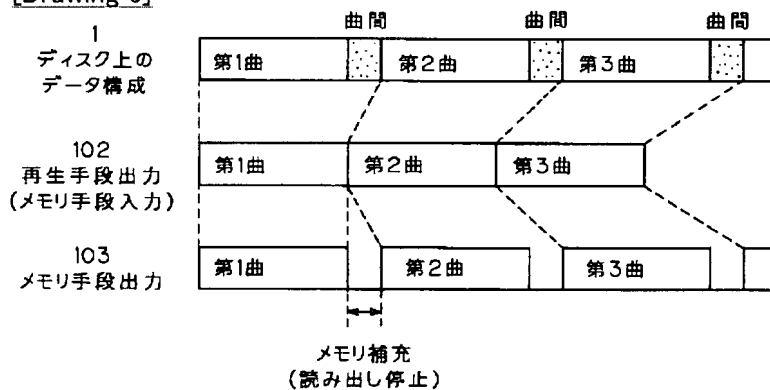 曲間 曲間 曲間
1
ディスク上の
データ構成
第1曲 第2曲 第3曲
102
再生手段出力
(メモリ手段入力)
第1曲 第2曲 第3曲
103
メモリ手段出力
第1曲 第2曲 第3曲
メモリ補充
(読み出し停止)